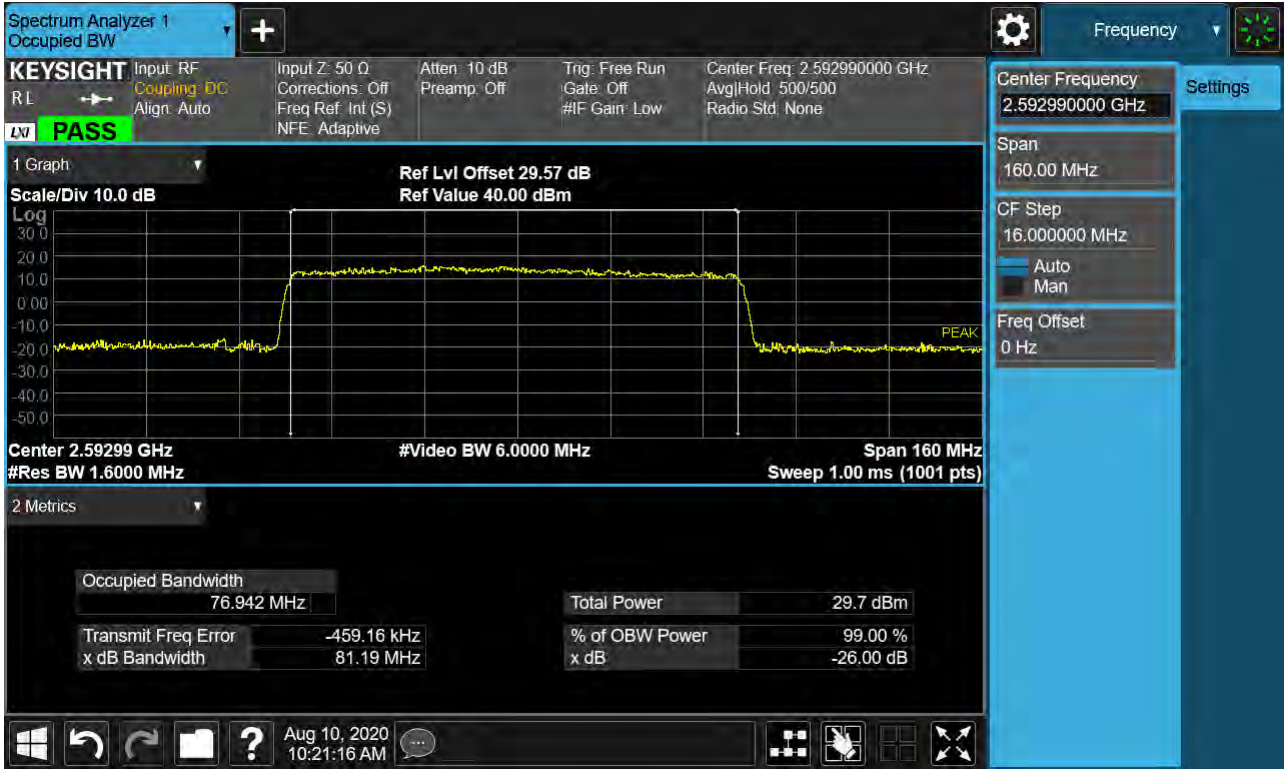 Spectrum Analyzer 1
Occupied BW
+
Frequency
KEYSIGHT
R L
LXI PASS
Input: RF
Coupling: DC
Align: Auto
Input Z: 50 Ω
Corrections: Off
Freq Ref: Int (S)
NFE: Adaptive
Atten: 10 dB
Preamp: Off
Trig: Free Run
Gate: Off
#IF Gain: Low
Center Freq: 2.592990000 GHz
Avg|Hold: 500/500
Radio Std: None
Center Frequency
2.592990000 GHz
Settings
Span
160.00 MHz
CF Step
16.000000 MHz
Auto
Man
Freq Offset
0 Hz
1 Graph
Scale/Div 10.0 dB
Ref Lvl Offset 29.57 dB
Ref Value 40.00 dBm
Log
30.0
20.0
10.0
0.00
-10.0
-20.0
-30.0
-40.0
-50.0
PEAK
Center 2.59299 GHz
#Video BW 6.0000 MHz
Span 160 MHz
#Res BW 1.6000 MHz
Sweep 1.00 ms (1001 pts)
2 Metrics
Occupied Bandwidth
76.942 MHz
Total Power 29.7 dBm
Transmit Freq Error -459.16 kHz
% of OBW Power 99.00 %
x dB Bandwidth 81.19 MHz
x dB -26.00 dB
?
Aug 10, 2020
10:21:16 AM